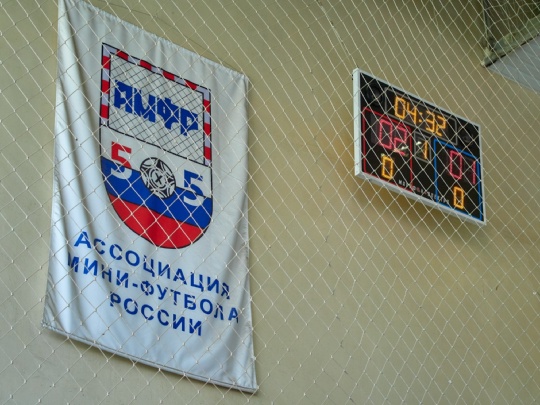 АМФР
5 5
АССОЦИАЦИЯ
МИНИ-ФУТБОЛА
РОССИИ
04:32
02 1 01
0 0